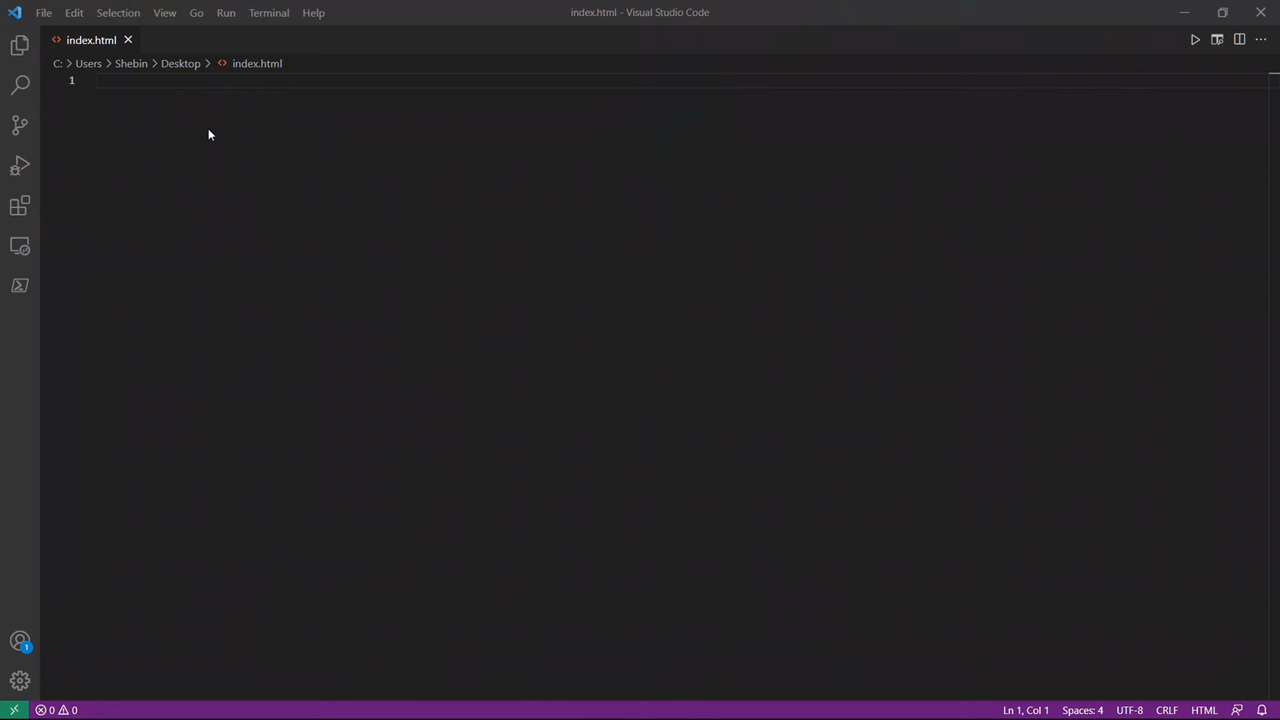 File Edit Selection View Go Run Terminal Help
index.html - Visual Studio Code
index.html
C: Users Shebin Desktop index.html
1
1
0 0
Ln 1, Col 1 Spaces: 4 UTF-8 CRLF HTML